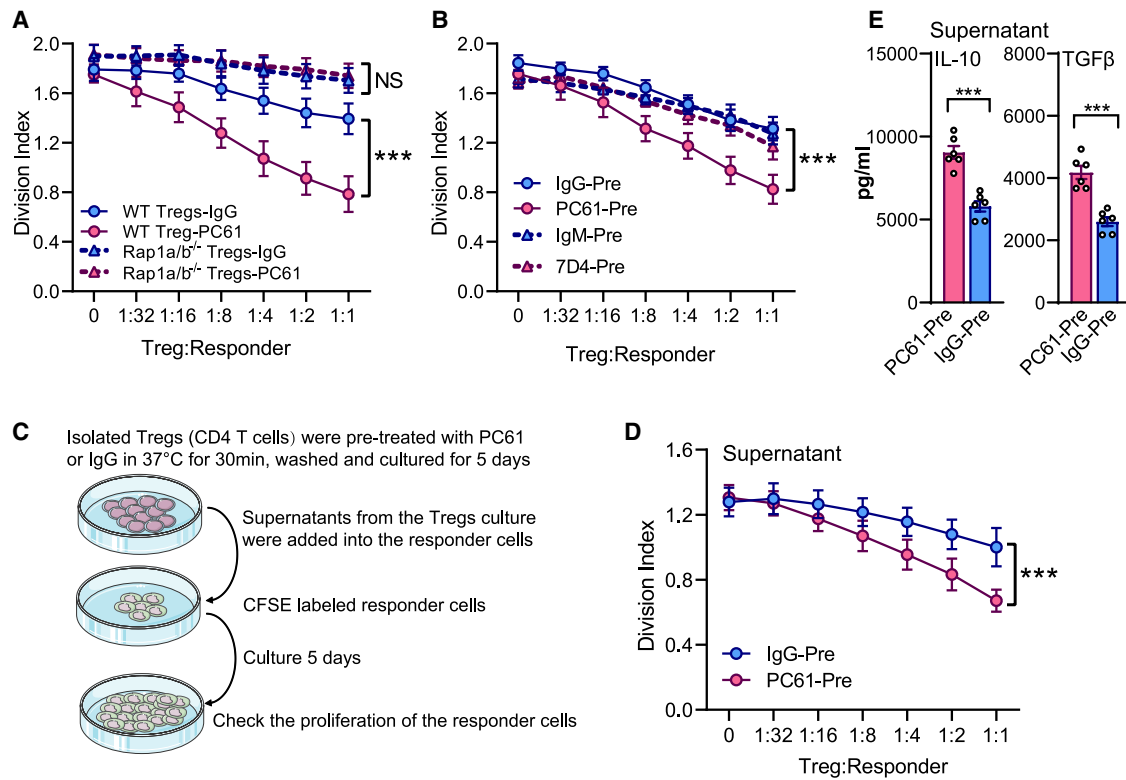 A
2.0
1.6
1.2
0.8
0.4
0.0
Division Index
NS
***
WT Tregs-IgG
WT Treg-PC61
Rap1a/b-/- Tregs-IgG
Rap1a/b-/- Tregs-PC61
0 1:32 1:16 1:8 1:4 1:2 1:1
Treg:Responder
B
2.0
1.6
1.2
0.8
0.4
0.0
Division Index
***
IgG-Pre
PC61-Pre
IgM-Pre
7D4-Pre
0 1:32 1:16 1:8 1:4 1:2 1:1
Treg:Responder
E
Supernatant
15000
10000
5000
0
pg/ml
IL-10
***
PC61-Pre
IgG-Pre
8000
6000
4000
2000
0
TGFβ
***
PC61-Pre
IgG-Pre
C
Isolated Tregs (CD4 T cells) were pre-treated with PC61
or IgG in 37°C for 30min, washed and cultured for 5 days
Supernatants from the Tregs culture
were added into the responder cells
CFSE labeled responder cells
Culture 5 days
Check the proliferation of the responder cells
D
Supernatant
1.6
1.2
0.8
0.4
0.0
Division Index
***
IgG-Pre
PC61-Pre
0 1:32 1:16 1:8 1:4 1:2 1:1
Treg:Responder